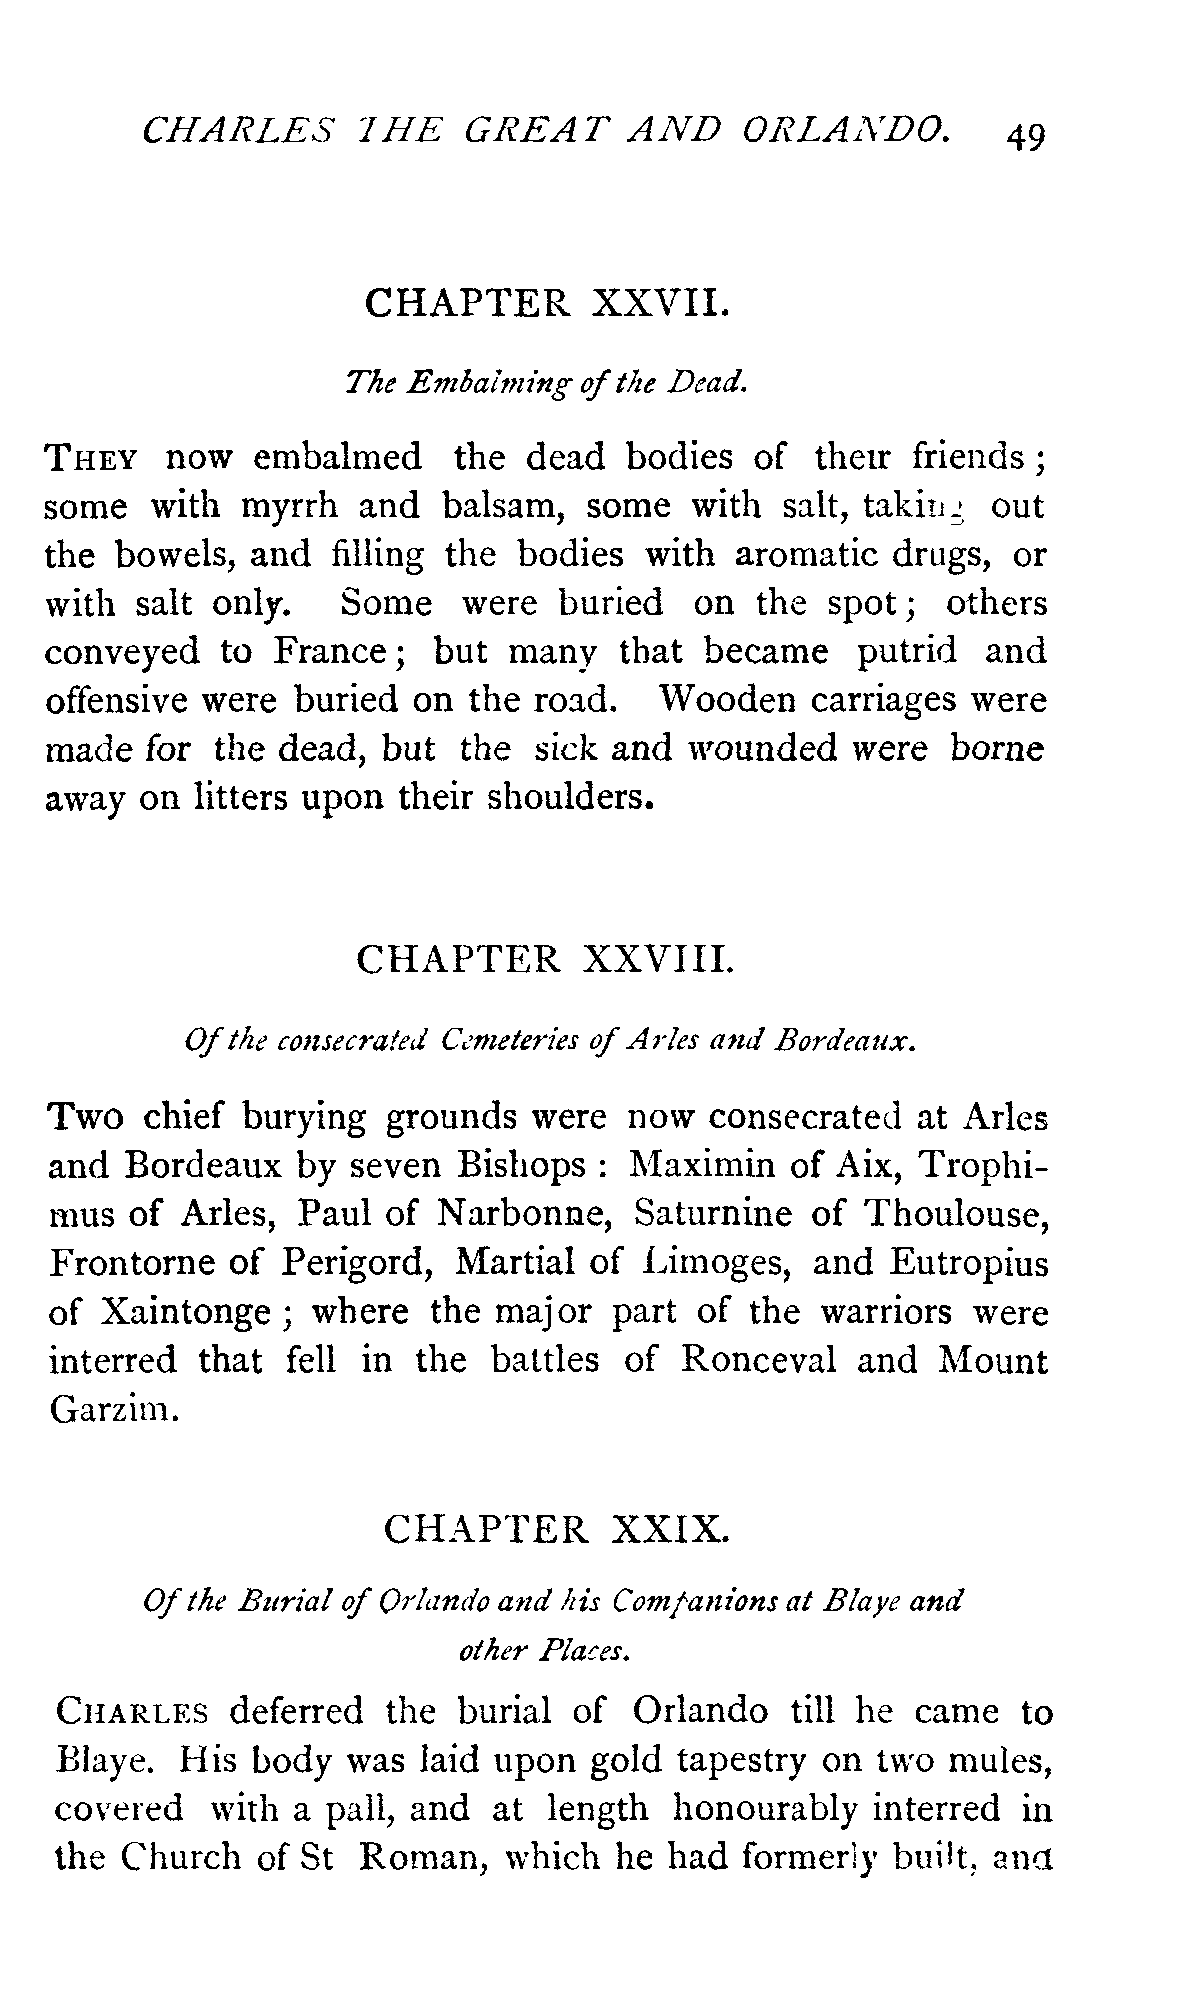 CHARLES THE GREAT AND ORLANDO. 49
CHAPTER XXVII.
The Embalming of the Dead.
THEY now embalmed the dead bodies of their friends ;
some with myrrh and balsam, some with salt, taking out
the bowels, and filling the bodies with aromatic drugs, or
with salt only. Some were buried on the spot ; others
conveyed to France ; but many that became putrid and
offensive were buried on the road. Wooden carriages were
made for the dead, but the sick and wounded were borne
away on litters upon their shoulders.
CHAPTER XXVIII.
Of the consecrated Cemeteries of Arles and Bordeaux.
Two chief burying grounds were now consecrated at Arles
and Bordeaux by seven Bishops : Maximin of Aix, Trophi-
mus of Arles, Paul of Narbonne, Saturnine of Thoulouse,
Frontorne of Perigord, Martial of Limoges, and Eutropius
of Xaintonge ; where the major part of the warriors were
interred that fell in the battles of Ronceval and Mount
Garzim.
CHAPTER XXIX.
Of the Burial of Orlando and his Companions at Blaye and
other Places.
CHARLES deferred the burial of Orlando till he came to
Blaye. His body was laid upon gold tapestry on two mules,
covered with a pall, and at length honourably interred in
the Church of St Roman, which he had formerly built, and